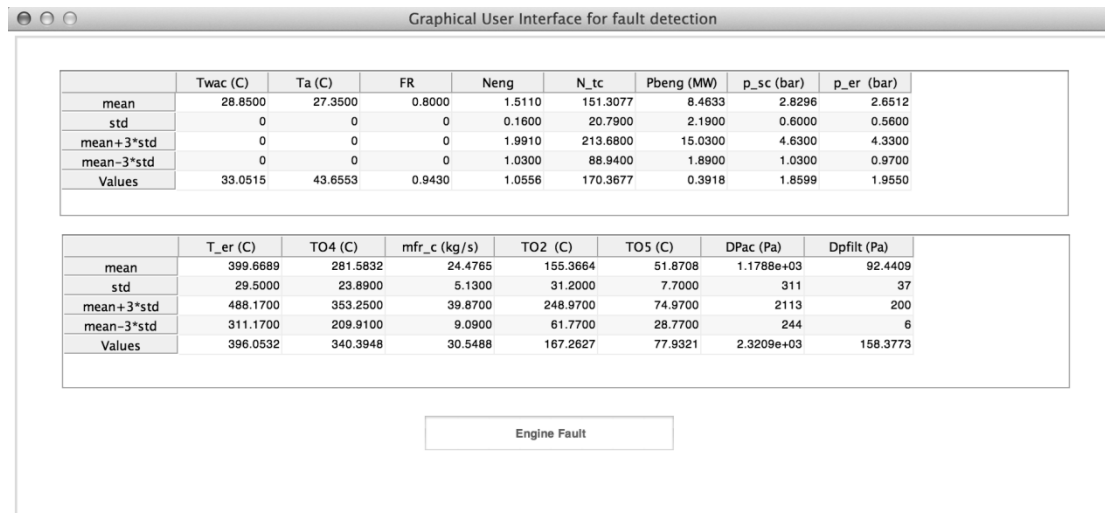 Graphical User Interface for fault detection
Twac (C) Ta (C) FR Neng N_tc Pbeng (MW) p_sc (bar) p_er (bar)
mean 28.8500 27.3500 0.8000 1.5110 151.3077 8.4633 2.8296 2.6512
std 0 0 0 0.1600 20.7900 2.1900 0.6000 0.5600
mean+3*std 0 0 0 1.9910 213.6800 15.0300 4.6300 4.3300
mean-3*std 0 0 0 1.0300 88.9400 1.8900 1.0300 0.9700
Values 33.0515 43.6553 0.9430 1.0556 170.3677 0.3918 1.8599 1.9550
T_er (C) TO4 (C) mfr_c (kg/s) TO2 (C) TO5 (C) DPac (Pa) Dpfilt (Pa)
mean 399.6689 281.5832 24.4765 155.3664 51.8708 1.1788e+03 92.4409
std 29.5000 23.8900 5.1300 31.2000 7.7000 311 37
mean+3*std 488.1700 353.2500 39.8700 248.9700 74.9700 2113 200
mean-3*std 311.1700 209.9100 9.0900 61.7700 28.7700 244 6
Values 396.0532 340.3948 30.5488 167.2627 77.9321 2.3209e+03 158.3773
Engine Fault